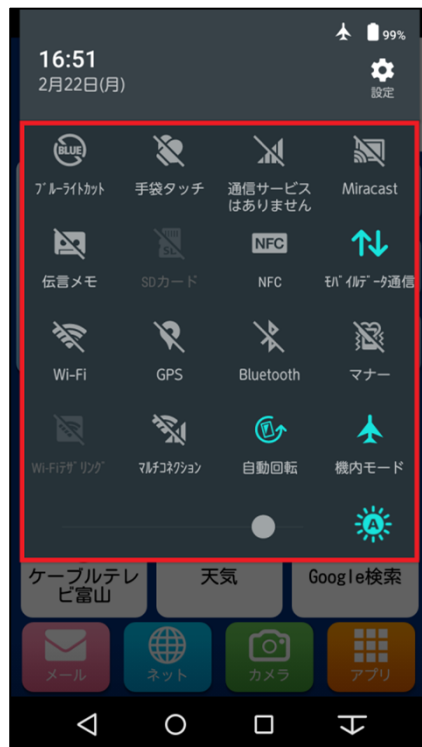 99%
16:51
2月22日(月)
設定
BLUE
ﾌﾞﾙｰﾗｲﾄｶｯﾄ
手袋タッチ
通信サービス
はありません
Miracast
伝言メモ
SD
SDカード
NFC
NFC
ﾓﾊﾞｲﾙﾃﾞｰﾀ通信
Wi-Fi
GPS
Bluetooth
マナー
Wi-Fiﾃｻﾞﾘﾝｸﾞ
ﾏﾙﾁｺﾈｸｼｮﾝ
自動回転
機内モード
A
ケーブルテレ
ビ富山
天気
Google検索
メール
ネット
カメラ
アプリ